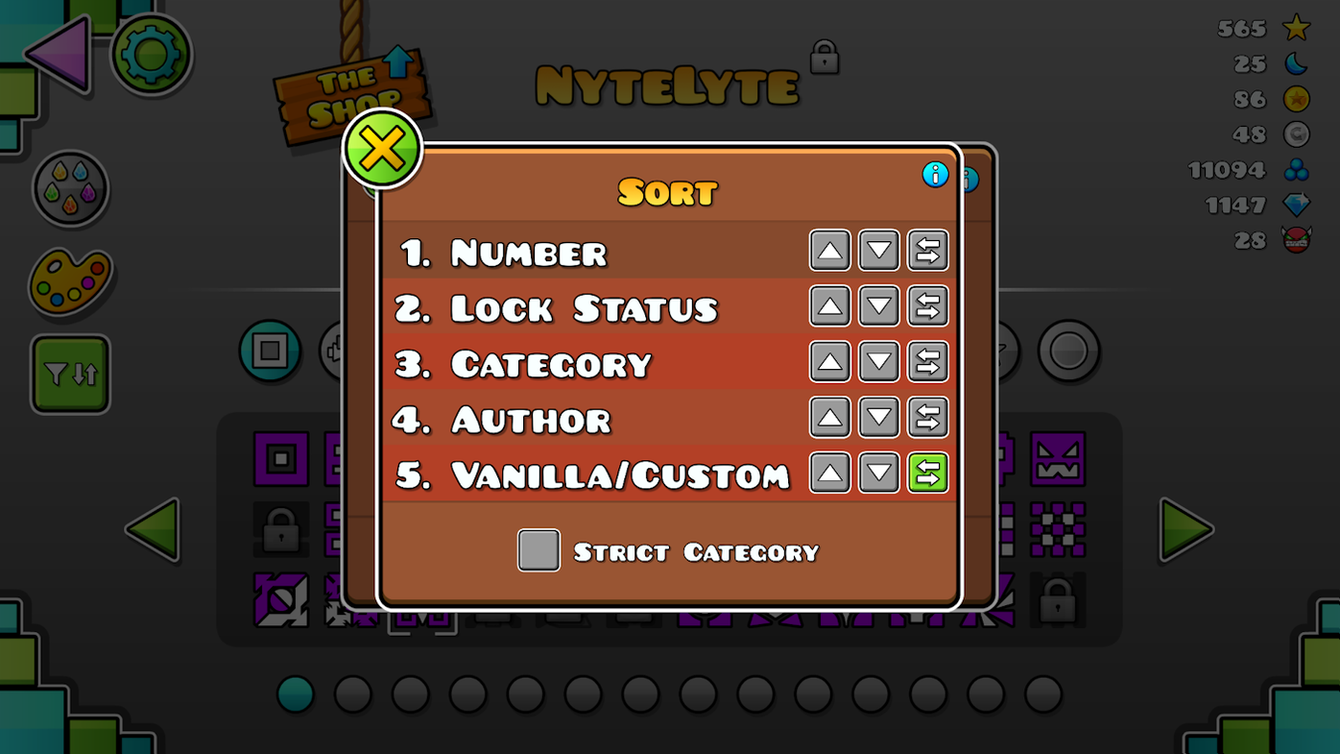 565
25
THE
SHOP
NyteLyte
86
48
11094
1147
28
Sort
1. Number
2. Lock Status
3. Category
4. Author
5. Vanilla/Custom
Strict Category